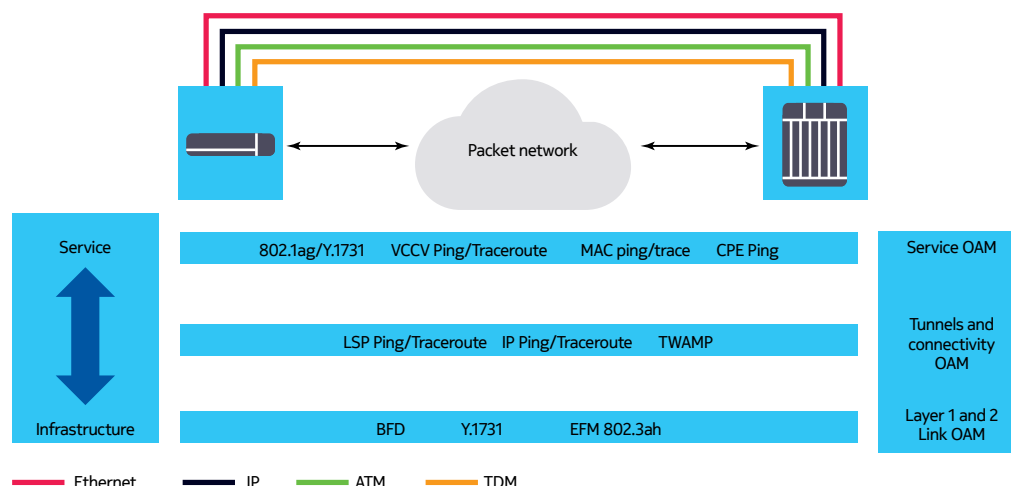 Packet network
Service
802.1ag/Y.1731 VCCV Ping/Traceroute MAC ping/trace CPE Ping
Service OAM
LSP Ping/Traceroute IP Ping/Traceroute TWAMP
Tunnels and
connectivity
OAM
Infrastructure
BFD Y.1731 EFM 802.3ah
Layer 1 and 2
Link OAM
Ethernet IP ATM TDM